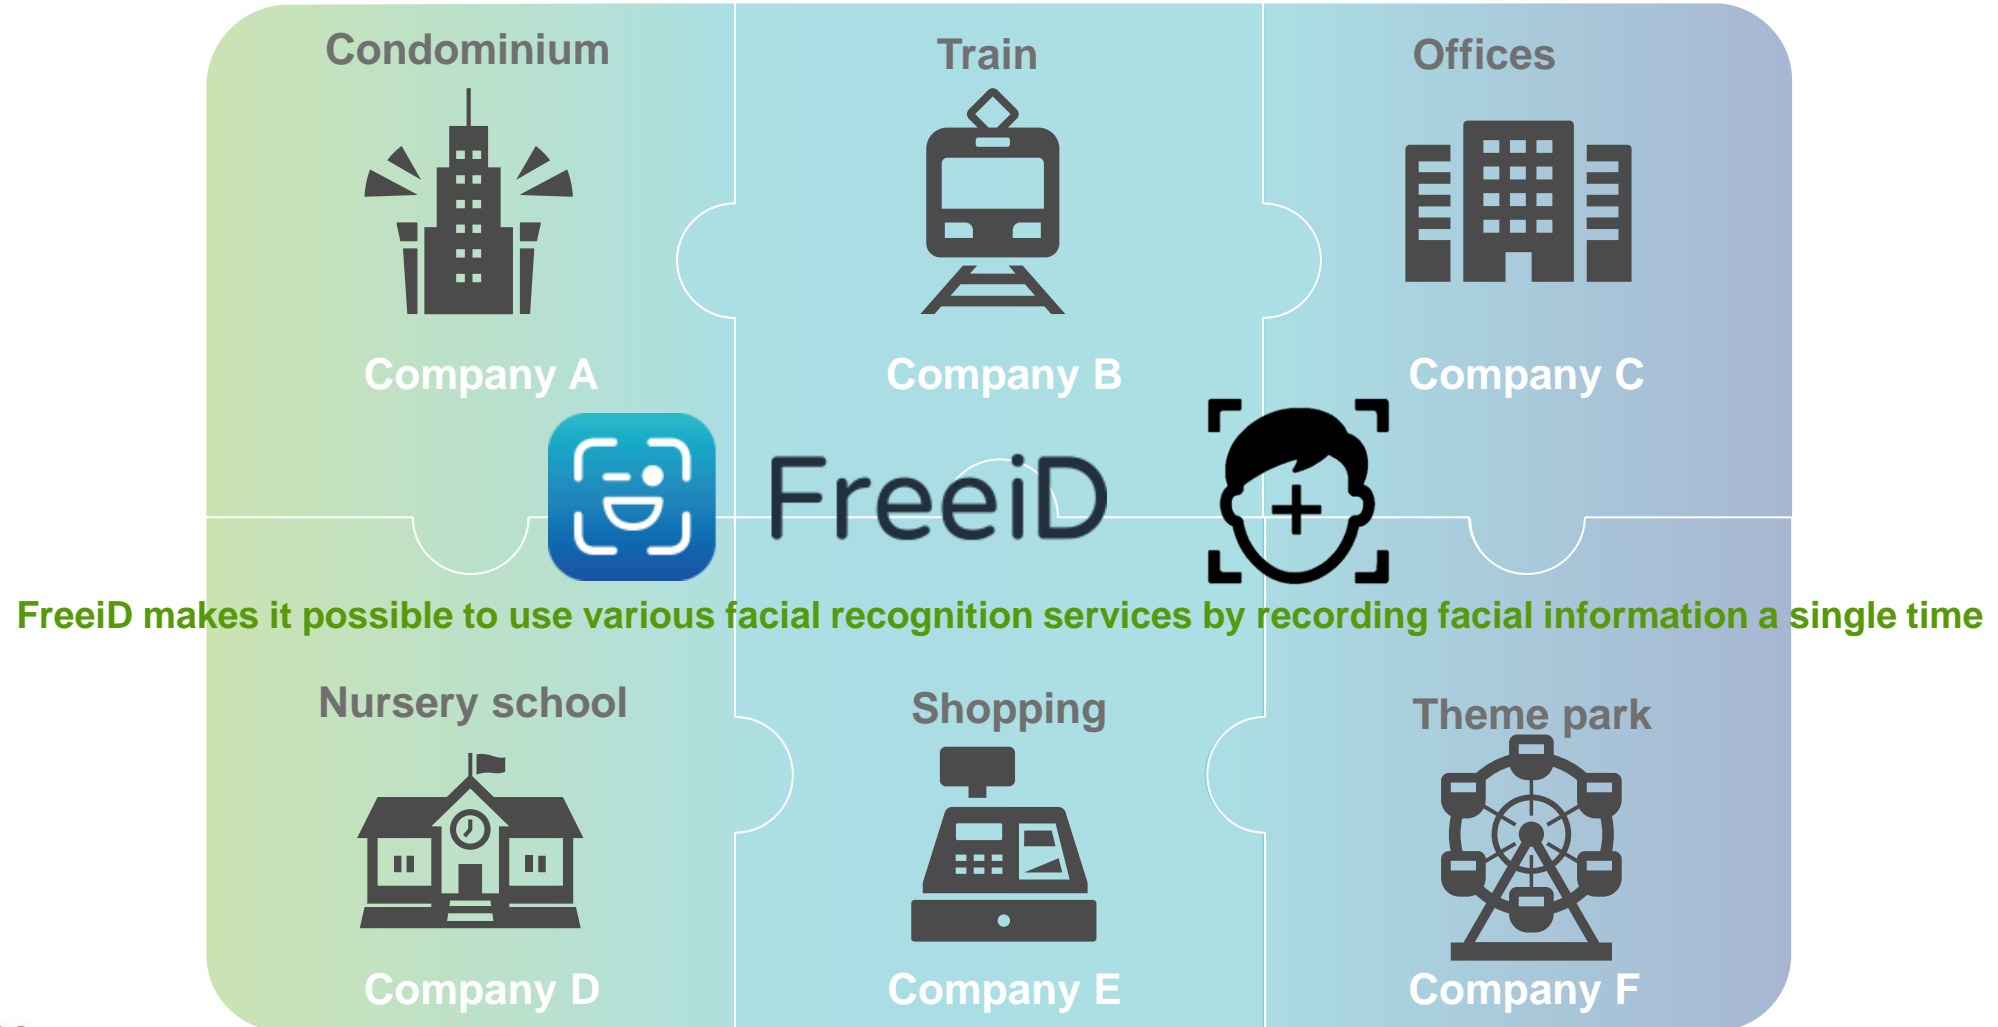 Condominium
Train
Offices
Company A
Company B
Company C
FreeiD
FreeiD makes it possible to use various facial recognition services by recording facial information a single time
Nursery school
Shopping
Theme park
Company D
Company E
Company F